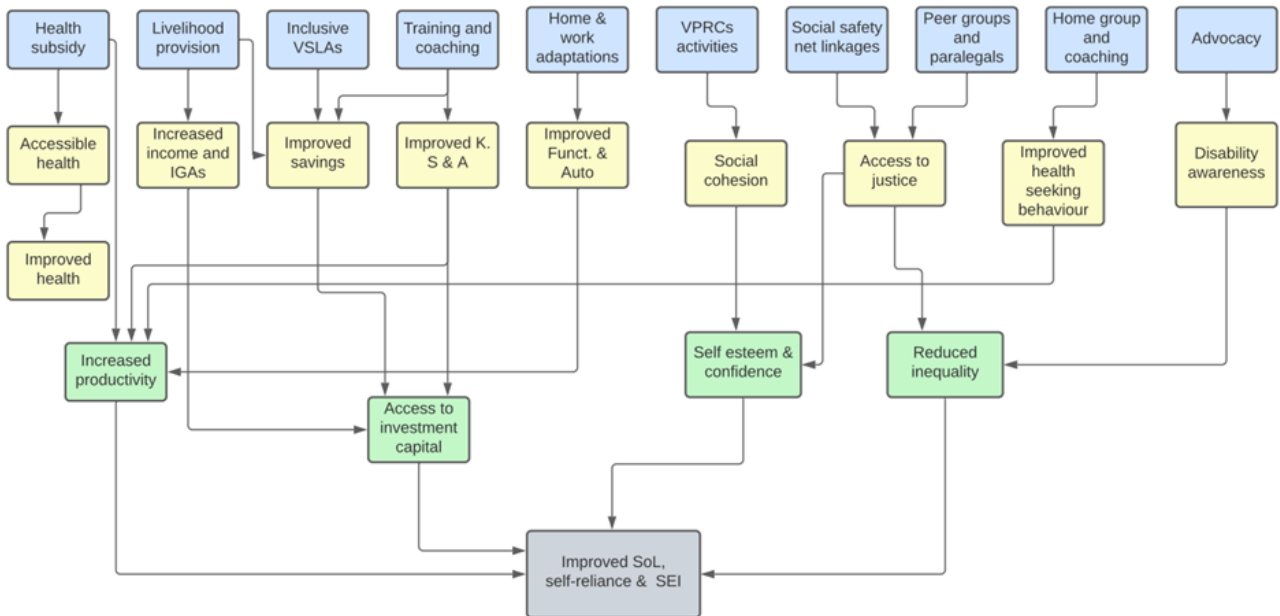 Health
subsidy
Livelihood
provision
Inclusive
VSLAs
Training and
coaching
Home &
work
adaptations
VPRCs
activities
Social safety
net linkages
Peer groups
and
paralegals
Home group
and
coaching
Advocacy
Accessible
health
Increased
income and
IGAs
Improved
savings
Improved K.
S & A
Improved
Funct. &
Auto
Social
cohesion
Access to
justice
Improved
health
seeking
behaviour
Disability
awareness
Improved
health
Increased
productivity
Access to
investment
capital
Self esteem &
confidence
Reduced
inequality
Improved SoL,
self-reliance & SEI